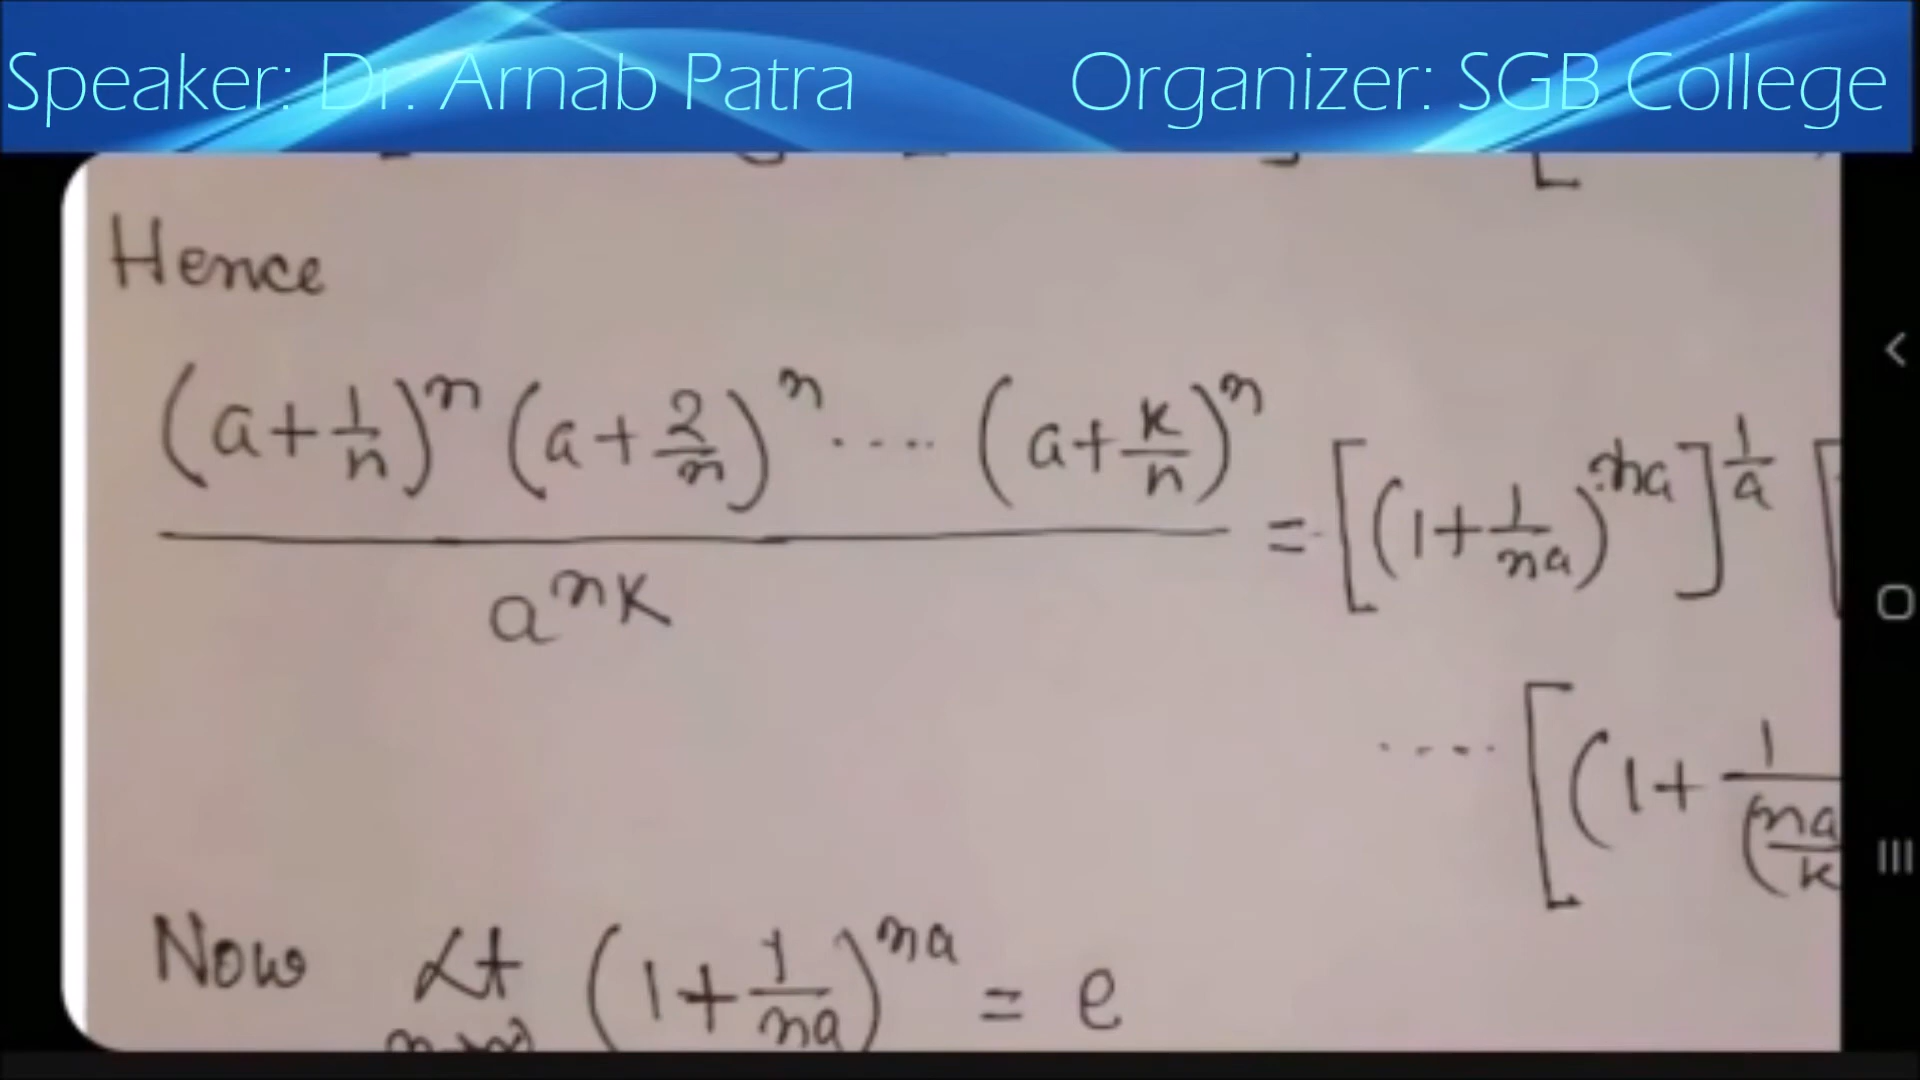 Speaker: Dr. Arnab Patra Organizer: SGB College
Hence
(a+1/n)^n (a+2/n)^n .... (a+k/n)^n / a^nk = [(1+1/na)^na]^1/a [
.... [(1+ 1/(na/k
Now Lt n→∞ (1+1/na)^na = e